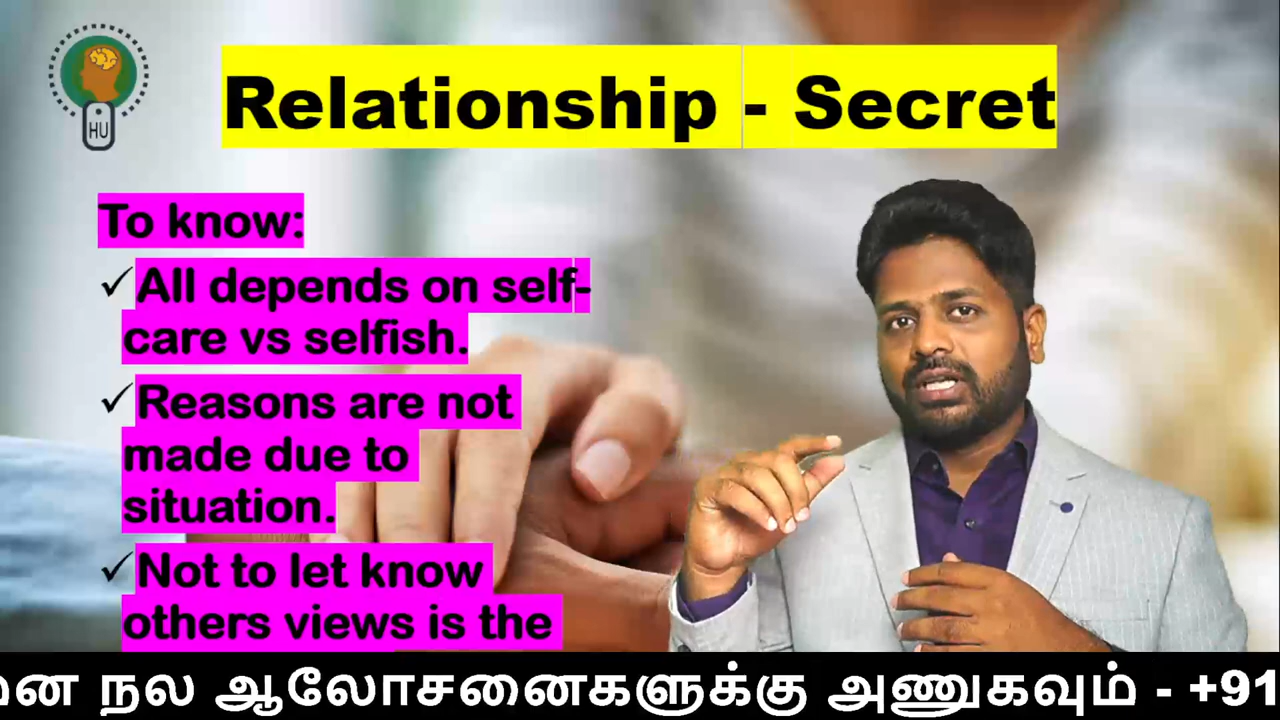 HU
Relationship - Secret
To know:
✓All depends on self-
care vs selfish.
✓Reasons are not
made due to
situation.
✓Not to let know
others views is the
நல ஆலோசனைகளுக்கு அணுகவும் - +91